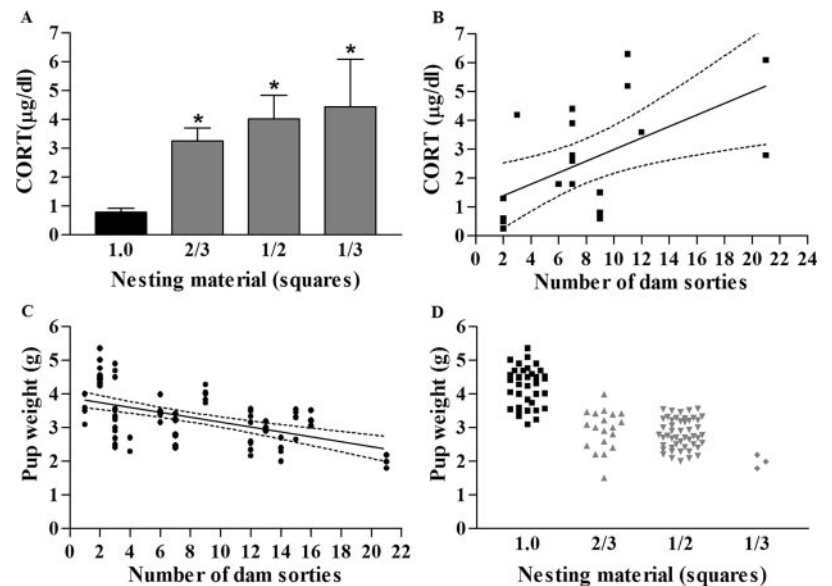 A
CORT(µg/dl)
7
6
5
4
3
2
1
0
*
*
*
1.0 2/3 1/2 1/3
Nesting material (squares)
B
CORT (µg/dl)
7
6
5
4
3
2
1
0
0 2 4 6 8 10 12 14 16 18 20 22 24
Number of dam sorties
C
Pup weight (g)
6
5
4
3
2
1
0
0 2 4 6 8 10 12 14 16 18 20 22
Number of dam sorties
D
Pup weight (g)
6
5
4
3
2
1
0
1.0 2/3 1/2 1/3
Nesting material (squares)